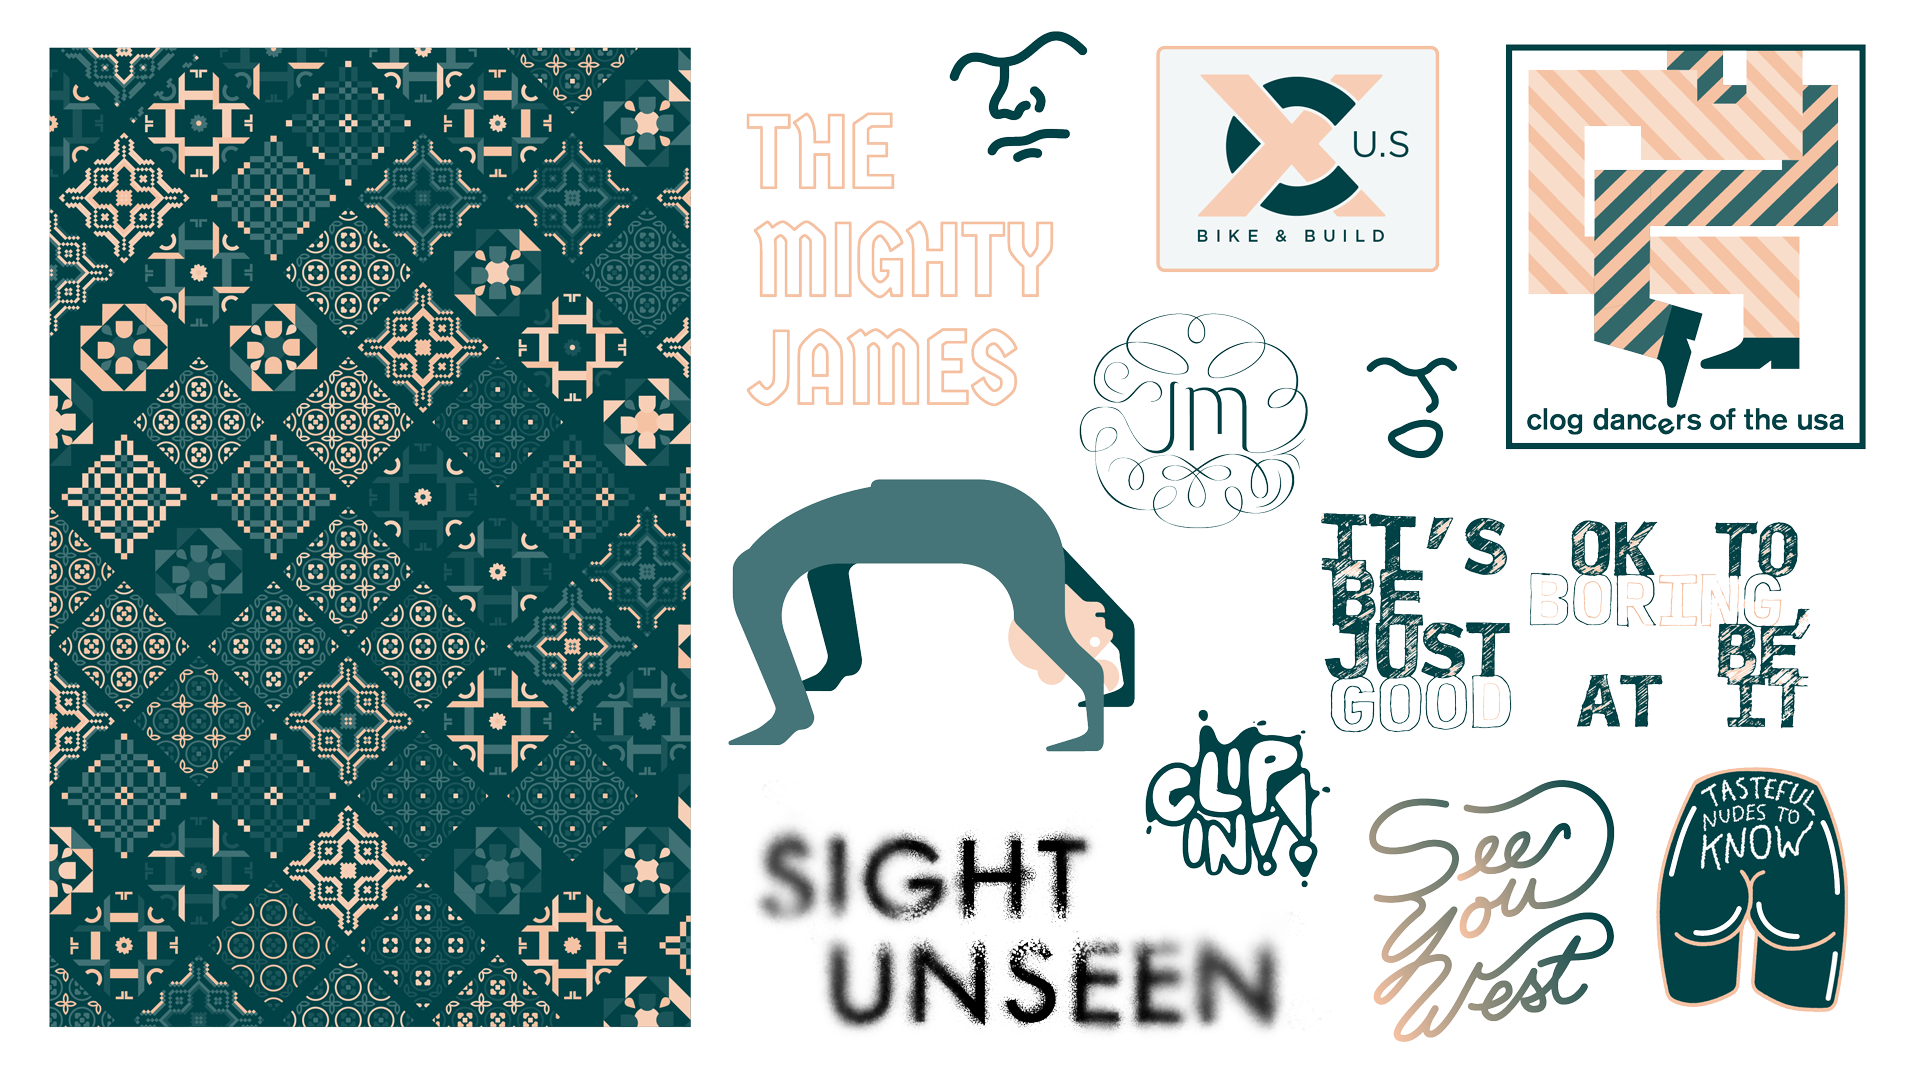 THE
MIGHTY
JAMES
X U.S
BIKE & BUILD
clog dancers of the usa
JM
IT'S OK TO
BE BORING,
JUST BE
GOOD AT IT
CLIP
IN!!
SIGHT
UNSEEN
See
You
West
TASTEFUL
NUDES TO
KNOW